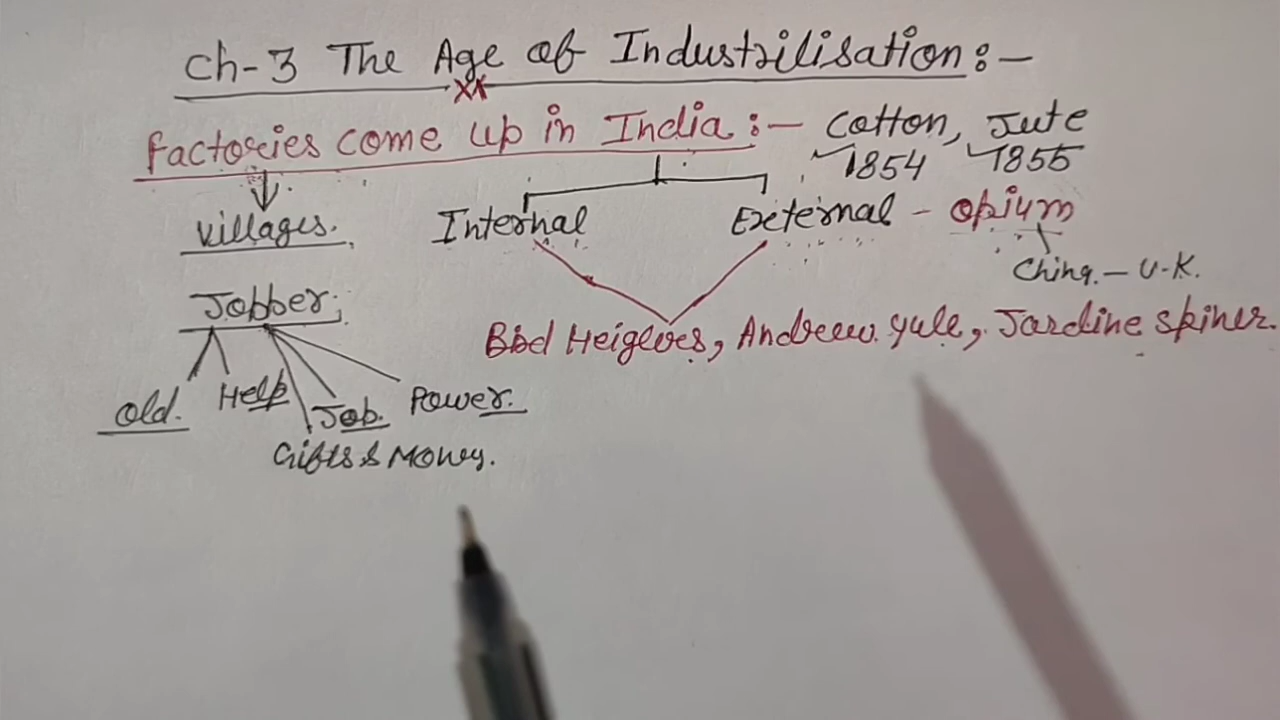 Ch-3 The Age of Industrilisation:-
factories come up in India:- Cotton, Jute
1854 1855
villages.
Internal External - opium
China. - U.K.
Jobber;
Bird Heigloes, Andrew yule, Jardine skiner.
Old. Help Job. Power.
Gifts & Money.